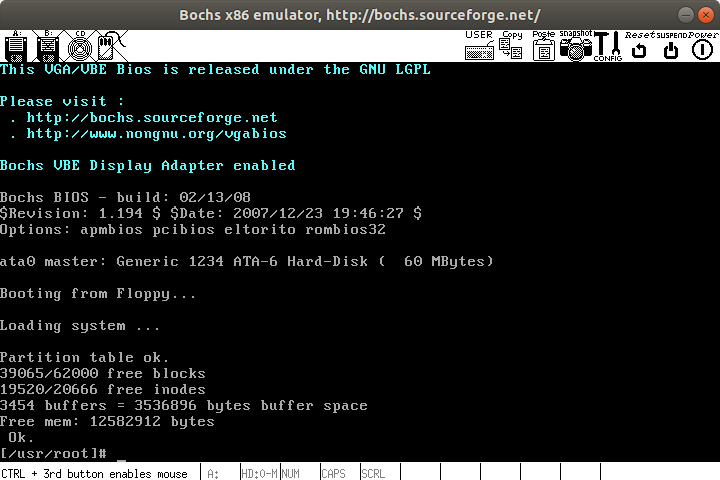 Bochs x86 emulator, http://bochs.sourceforge.net/
A: B: CD USER Copy Paste Snapshot CONFIG Reset SUSPEND Power
This VGA/VBE Bios is released under the GNU LGPL
Please visit :
. http://bochs.sourceforge.net
. http://www.nongnu.org/vgabios
Bochs VBE Display Adapter enabled
Bochs BIOS - build: 02/13/08
$Revision: 1.194 $ $Date: 2007/12/23 19:46:27 $
Options: apmbios pcibios eltorito rombios32
ata0 master: Generic 1234 ATA-6 Hard-Disk (  60 MBytes)
Booting from Floppy...
Loading system ...
Partition table ok.
39065/62000 free blocks
19520/20666 free inodes
3454 buffers = 3536896 bytes buffer space
Free mem: 12582912 bytes
Ok.
[/usr/root]# _
CTRL + 3rd button enables mouse A: HD:0-M NUM CAPS SCRL